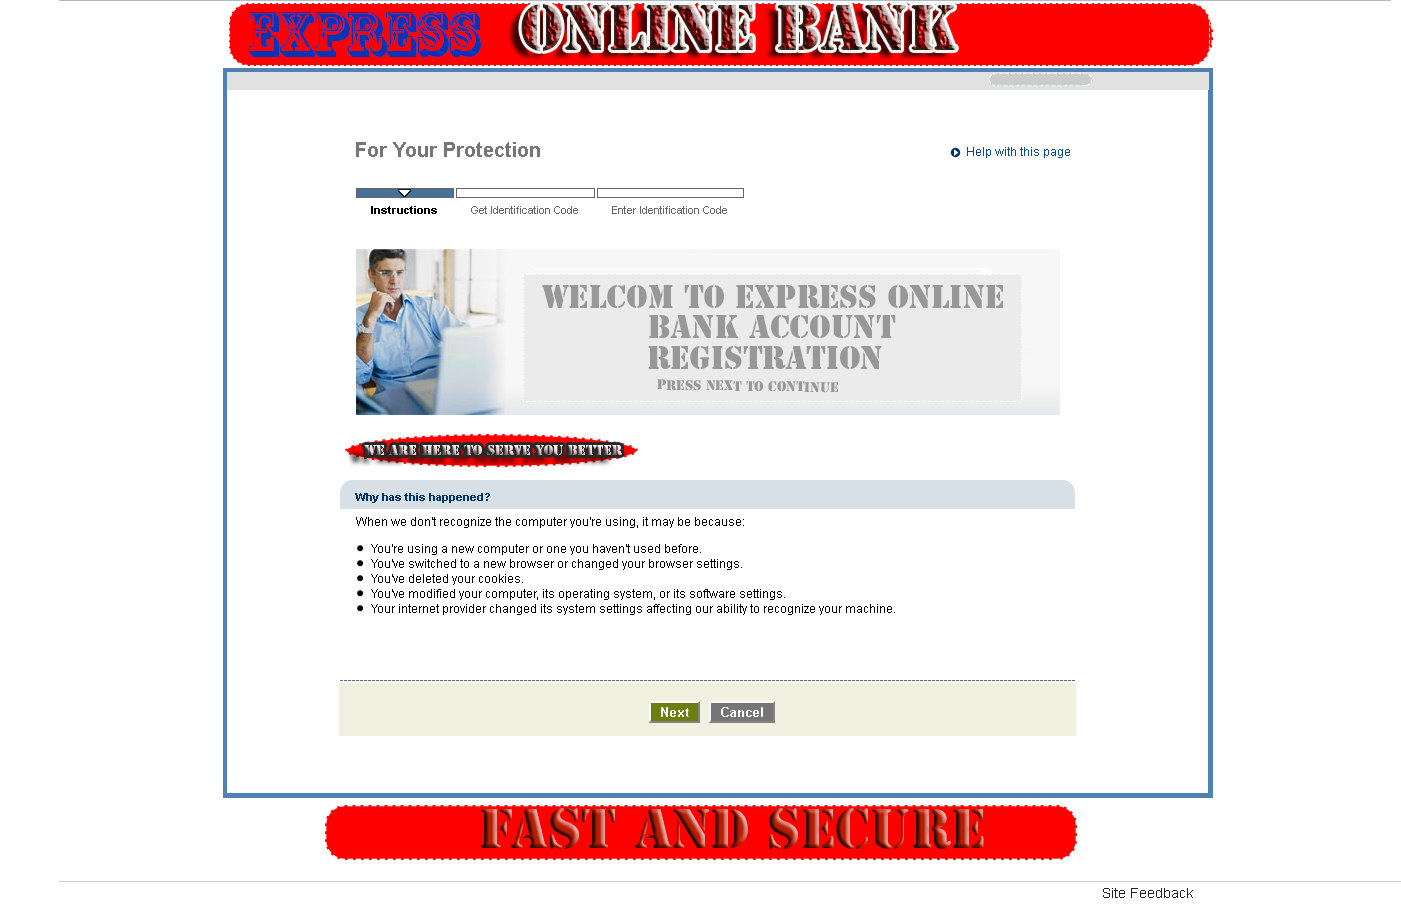 EXPRESS ONLINE BANK
For Your Protection
Help with this page
Instructions
Get Identification Code
Enter Identification Code
WELCOM TO EXPRESS ONLINE
BANK ACCOUNT
REGISTRATION
PRESS NEXT TO CONTINUE
WE ARE HERE TO SERVE YOU BETTER
Why has this happened?
When we don't recognize the computer you're using, it may be because:
You're using a new computer or one you haven't used before.
You've switched to a new browser or changed your browser settings.
You've deleted your cookies.
You've modified your computer, its operating system, or its software settings.
Your internet provider changed its system settings affecting our ability to recognize your machine.
Next
Cancel
FAST AND SECURE
Site Feedback